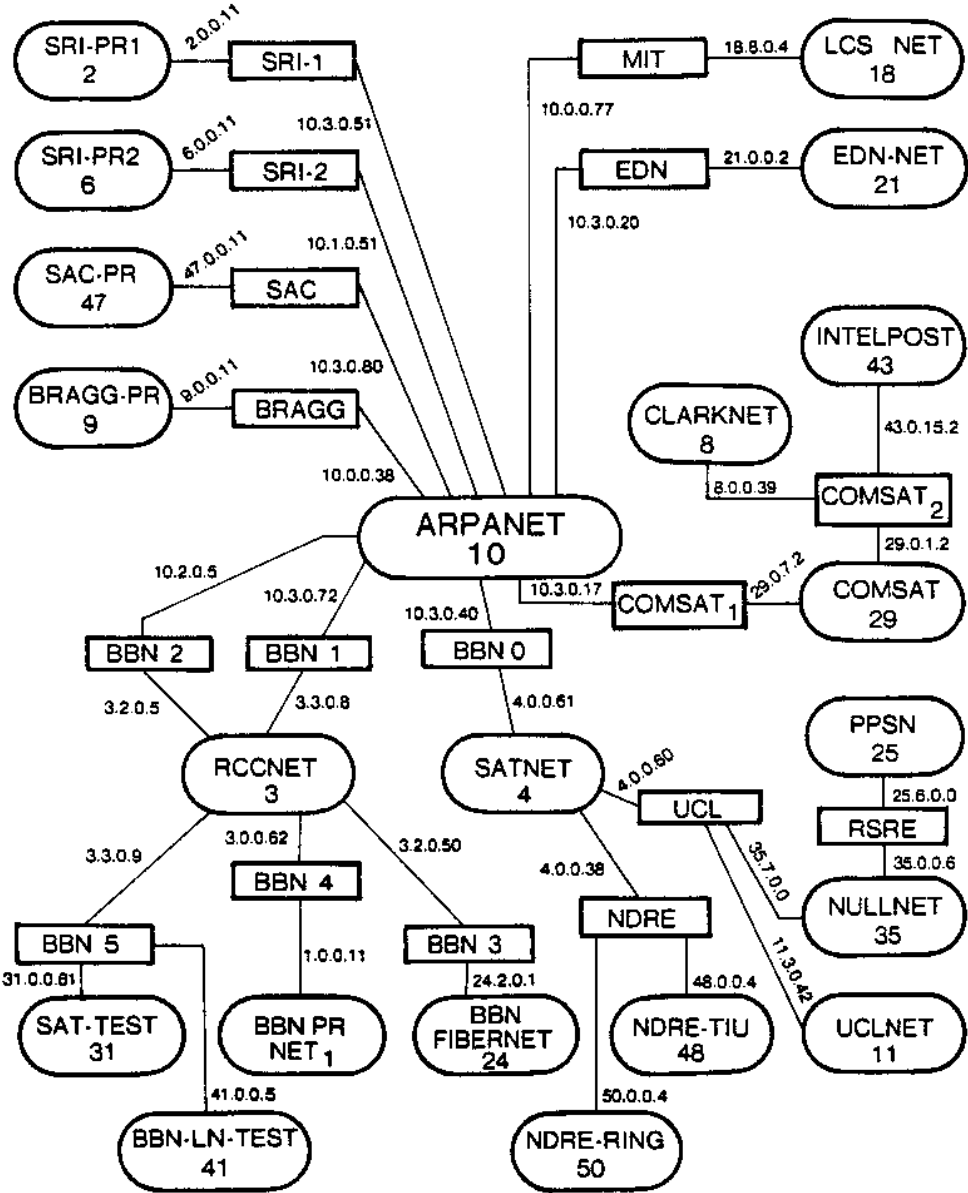 SRI-PR1
2
2.0.0.11
SRI-1
10.3.0.51
MIT
18.8.0.4
LCS NET
18
10.0.0.77
SRI-PR2
6
6.0.0.11
SRI-2
10.1.0.51
EDN
21.0.0.2
EDN-NET
21
10.3.0.20
SAC-PR
47
47.0.0.11
SAC
10.3.0.80
INTELPOST
43
43.0.15.2
BRAGG-PR
9
9.0.0.11
BRAGG
10.0.0.38
CLARKNET
8
8.0.0.39
COMSAT 2
29.0.1.2
ARPANET
10
10.2.0.5
10.3.0.72
10.3.0.40
10.3.0.17
COMSAT 1
29.0.7.2
COMSAT
29
BBN 2
BBN 1
BBN 0
3.2.0.5
3.3.0.8
4.0.0.61
RCCNET
3
SATNET
4
4.0.0.60
UCL
PPSN
25
25.6.0.0
RSRE
35.0.0.6
3.3.0.9
3.0.0.62
3.2.0.50
4.0.0.38
35.7.0.0
NULLNET
35
BBN 5
BBN 4
BBN 3
NDRE
11.3.0.42
31.0.0.61
1.0.0.11
24.2.0.1
48.0.0.4
SAT-TEST
31
BBN PR
NET 1
BBN
FIBERNET
24
NDRE-TIU
48
UCLNET
11
41.0.0.5
50.0.0.4
BBN-LN-TEST
41
NDRE-RING
50